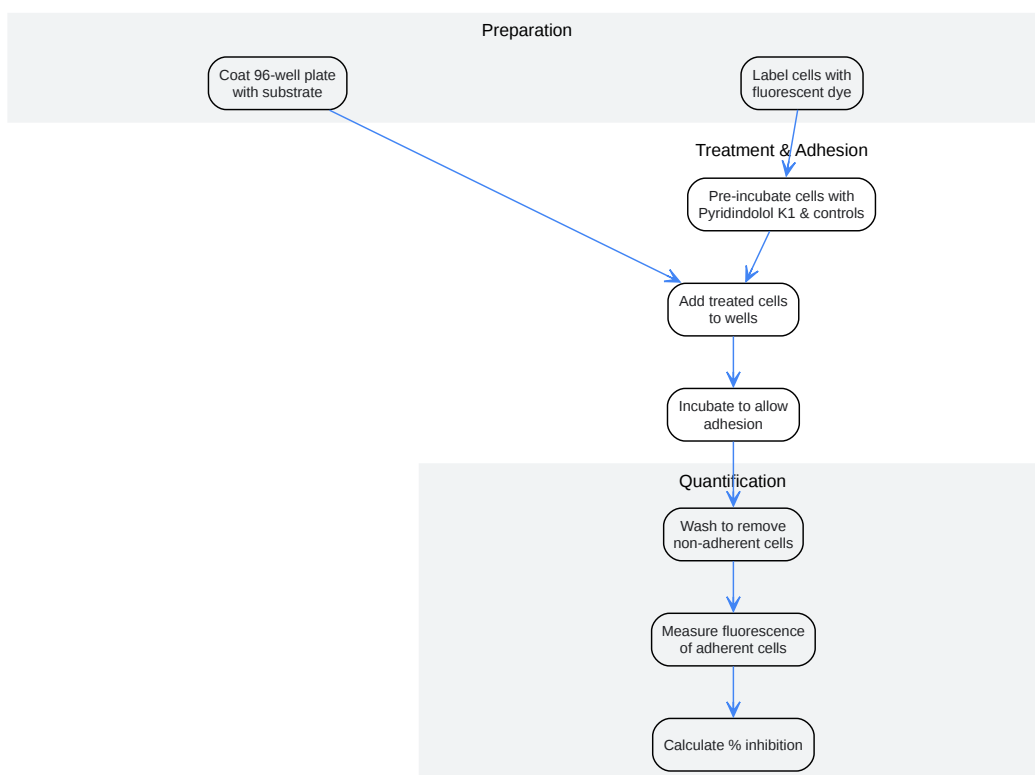 Preparation
Coat 96-well plate
with substrate
Label cells with
fluorescent dye
Treatment & Adhesion
Pre-incubate cells with
Pyridindolol K1 & controls
Add treated cells
to wells
Incubate to allow
adhesion
Quantification
Wash to remove
non-adherent cells
Measure fluorescence
of adherent cells
Calculate % inhibition